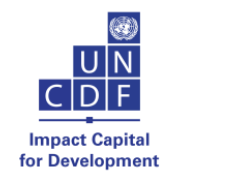 UN
CDF
Impact Capital
for Development